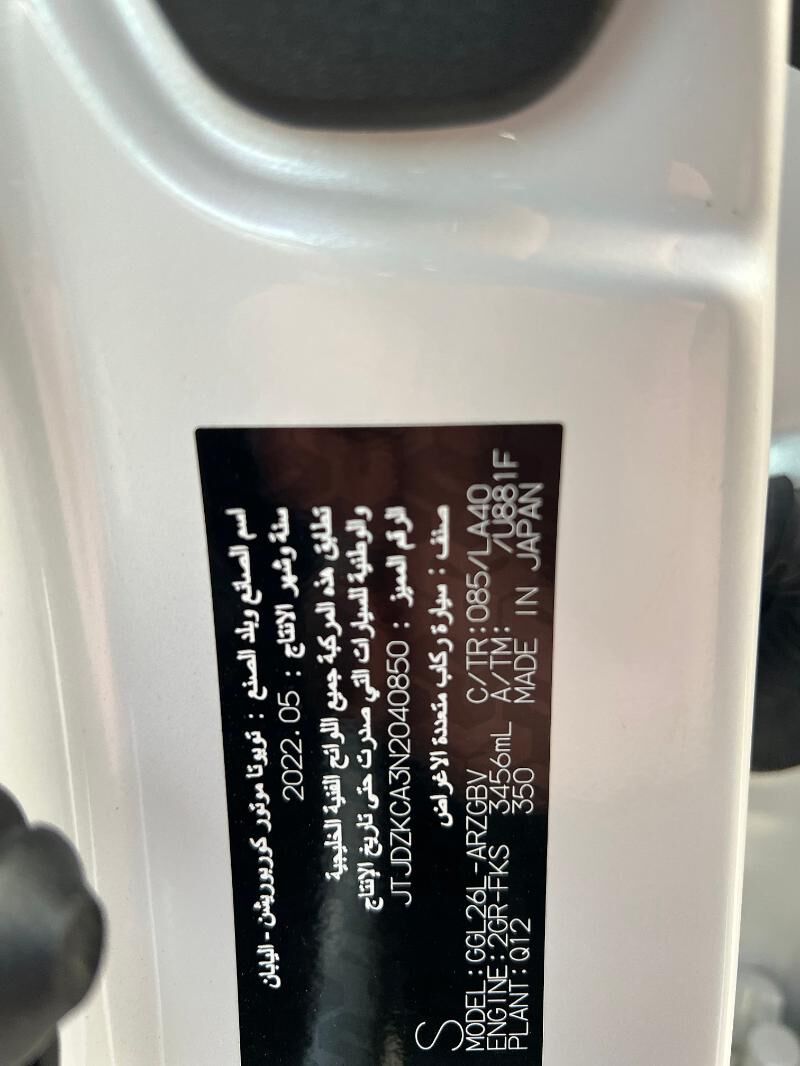 اسم الصانع وبلد الصنع : تويوتا موتور كوربوريشن - اليابان
سنة وشهر الانتاج : 2022.05
تطابق هذه المركبة جميع اللوائح الفنية الخليجية
والوطنية للسيارات التي صدرت حتى تاريخ الإنتاج
الرقم المميز : JTJDZKCA3N2040850
صنف : سيارة ركاب متعددة الاغراض
S
MODEL:GGL26L-ARZGBV C/TR:085/LA40
ENGINE:2GR-FKS 3456mL A/TM: /U881F
PLANT:Q12 350 MADE IN JAPAN